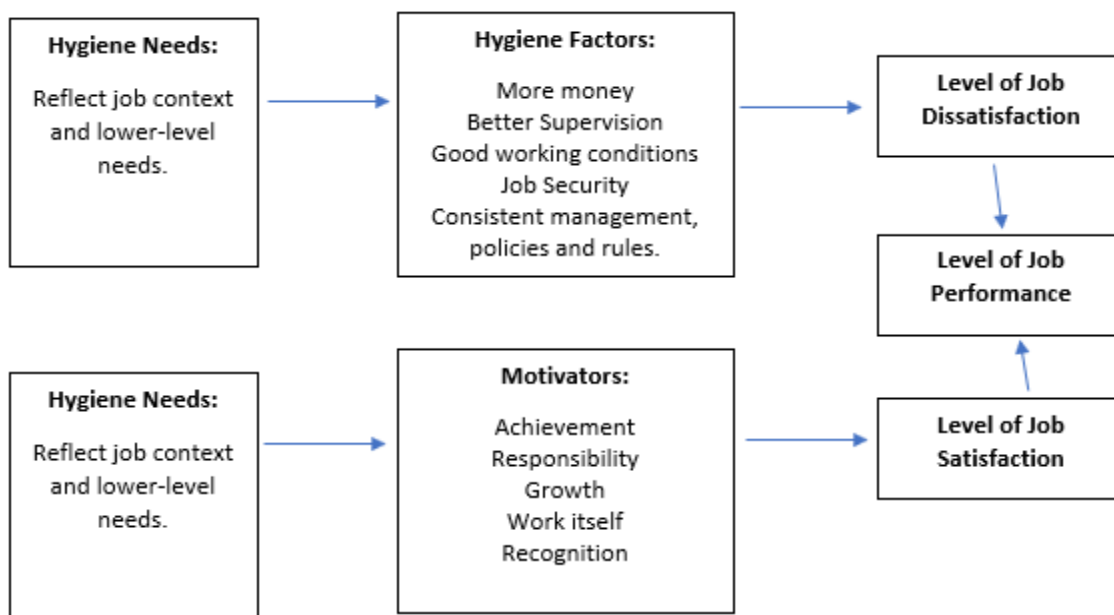 Hygiene Needs:
Reflect job context
and lower-level
needs.
Hygiene Factors:
More money
Better Supervision
Good working conditions
Job Security
Consistent management,
policies and rules.
Level of Job
Dissatisfaction
Level of Job
Performance
Hygiene Needs:
Reflect job context
and lower-level
needs.
Motivators:
Achievement
Responsibility
Growth
Work itself
Recognition
Level of Job
Satisfaction